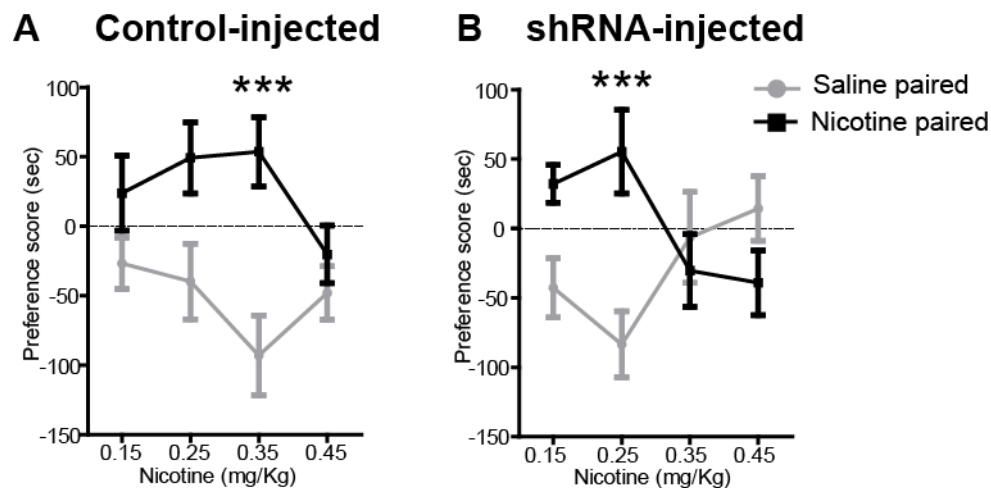 A Control-injected
B shRNA-injected
***
***
Saline paired
Nicotine paired
Preference score (sec)
100
50
0
-50
-100
-150
0.15 0.25 0.35 0.45
Nicotine (mg/Kg)
Preference score (sec)
100
50
0
-50
-100
-150
0.15 0.25 0.35 0.45
Nicotine (mg/Kg)